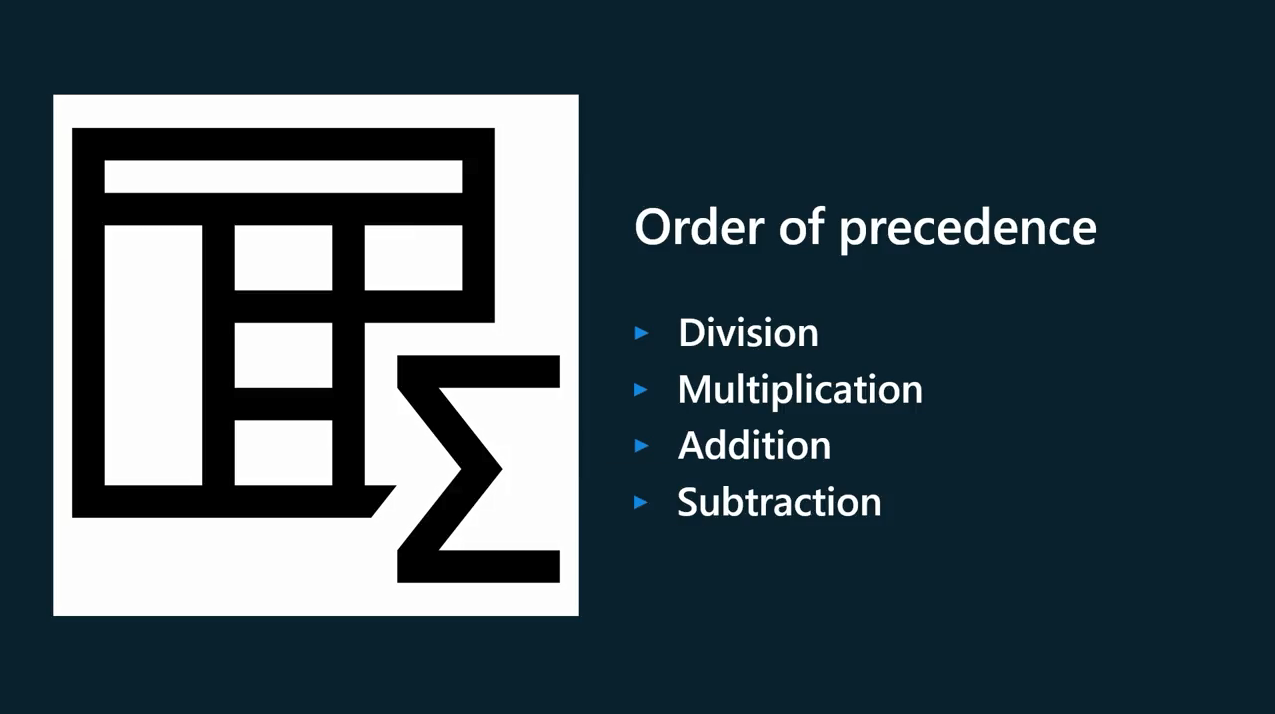 Order of precedence
Division
Multiplication
Addition
Subtraction